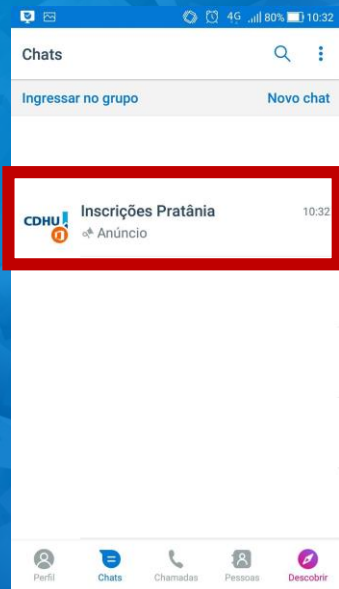 4G 80% 10:32
Chats
Ingressar no grupo Novo chat
CDHU Inscrições Pratânia 10:32
Anúncio
Perfil Chats Chamadas Pessoas Descobrir